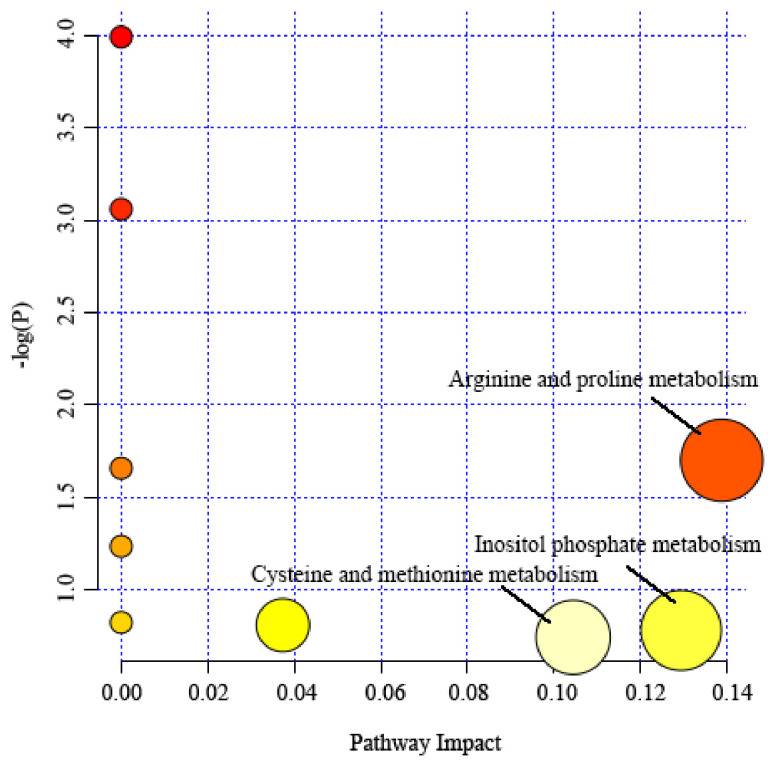 4.0
3.5
3.0
2.5
2.0
1.5
1.0
-log(P)
Arginine and proline metabolism
Inositol phosphate metabolism
Cysteine and methionine metabolism
0.00 0.02 0.04 0.06 0.08 0.10 0.12 0.14
Pathway Impact